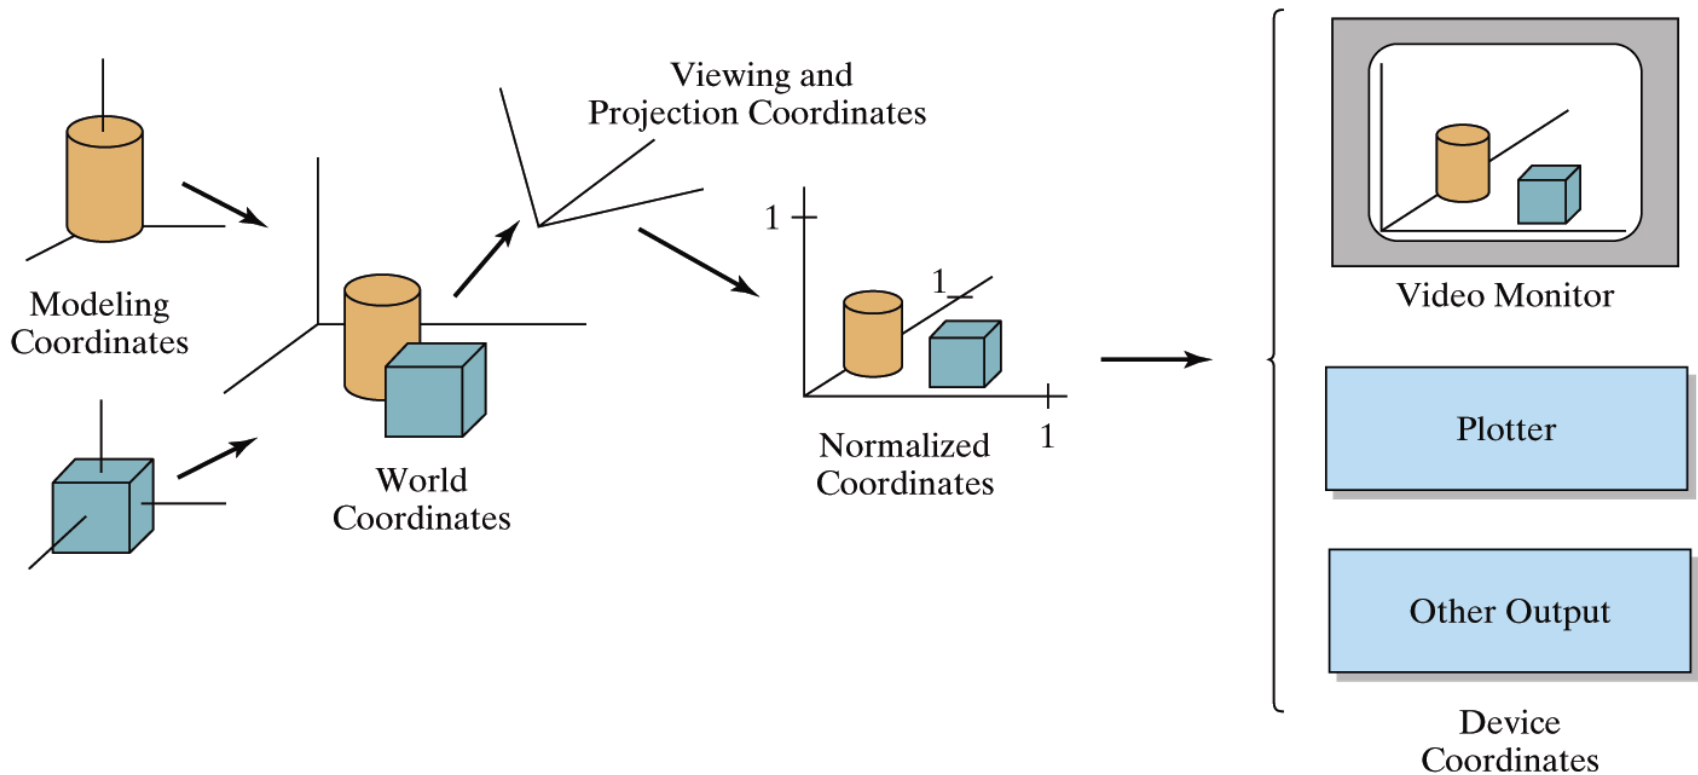 Modeling
Coordinates
World
Coordinates
Viewing and
Projection Coordinates
1
1
1
Normalized
Coordinates
Video Monitor
Plotter
Other Output
Device
Coordinates